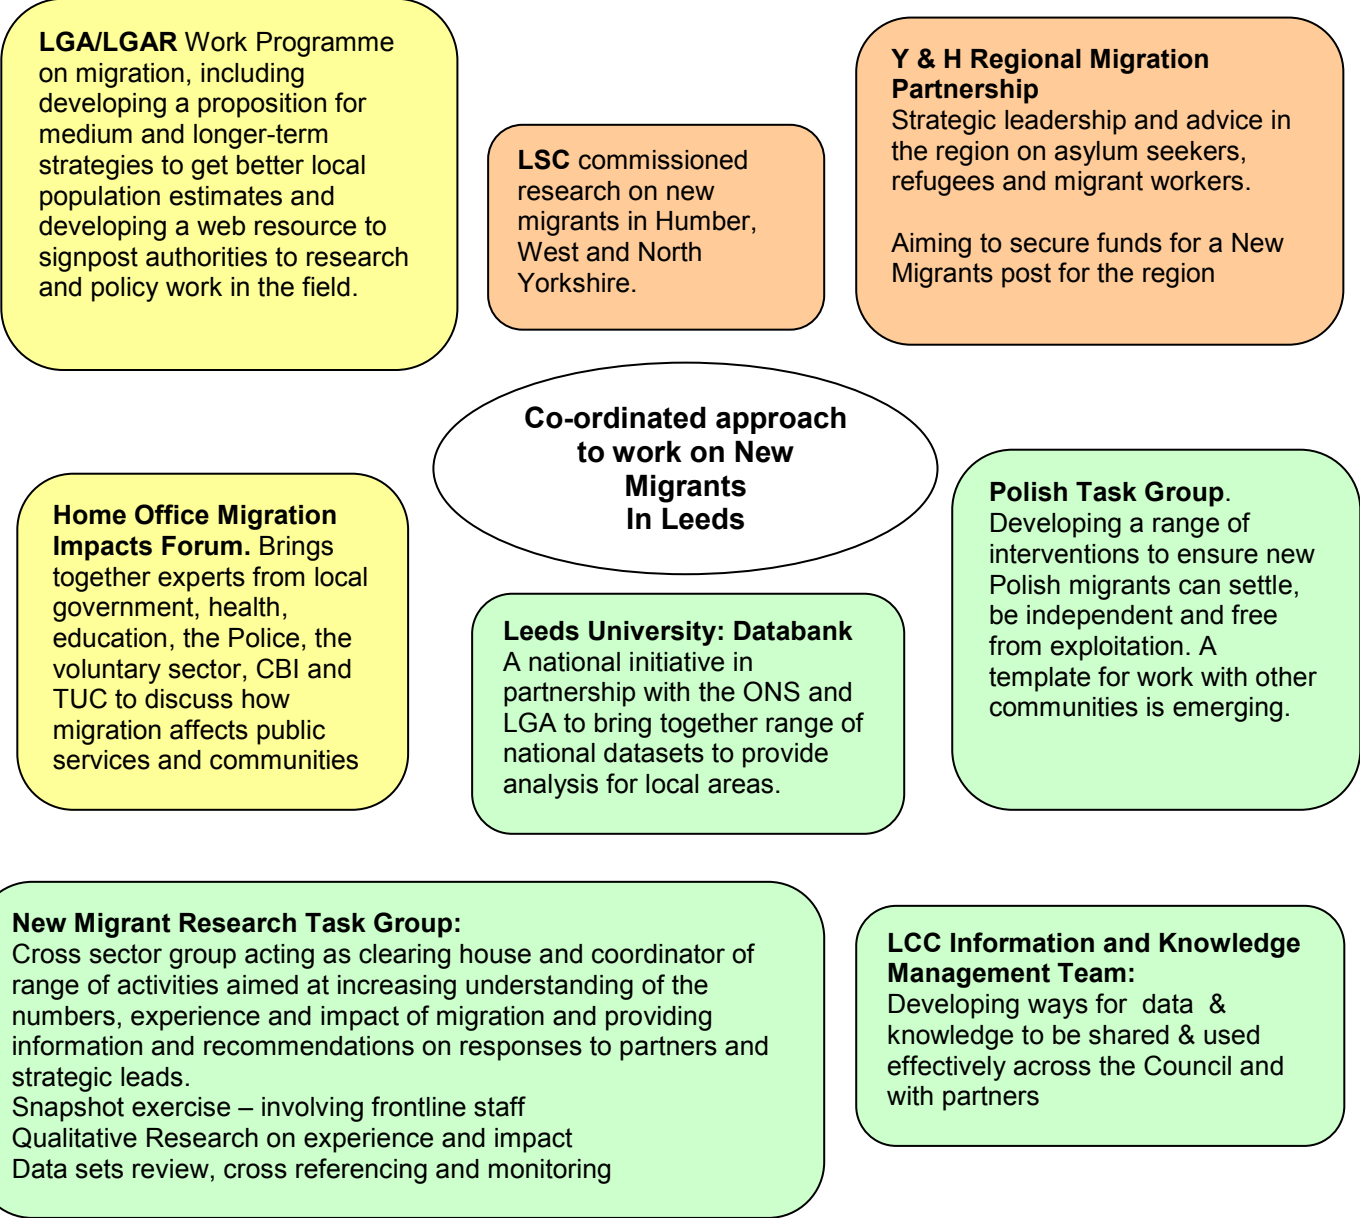 LGA/LGAR Work Programme
on migration, including
developing a proposition for
medium and longer-term
strategies to get better local
population estimates and
developing a web resource to
signpost authorities to research
and policy work in the field.
LSC commissioned
research on new
migrants in Humber,
West and North
Yorkshire.
Y & H Regional Migration
Partnership
Strategic leadership and advice in
the region on asylum seekers,
refugees and migrant workers.
Aiming to secure funds for a New
Migrants post for the region
Co-ordinated approach
to work on New
Migrants
In Leeds
Home Office Migration
Impacts Forum. Brings
together experts from local
government, health,
education, the Police, the
voluntary sector, CBI and
TUC to discuss how
migration affects public
services and communities
Leeds University: Databank
A national initiative in
partnership with the ONS and
LGA to bring together range of
national datasets to provide
analysis for local areas.
Polish Task Group.
Developing a range of
interventions to ensure new
Polish migrants can settle,
be independent and free
from exploitation. A
template for work with other
communities is emerging.
New Migrant Research Task Group:
Cross sector group acting as clearing house and coordinator of
range of activities aimed at increasing understanding of the
numbers, experience and impact of migration and providing
information and recommendations on responses to partners and
strategic leads.
Snapshot exercise – involving frontline staff
Qualitative Research on experience and impact
Data sets review, cross referencing and monitoring
LCC Information and Knowledge
Management Team:
Developing ways for data &
knowledge to be shared & used
effectively across the Council and
with partners